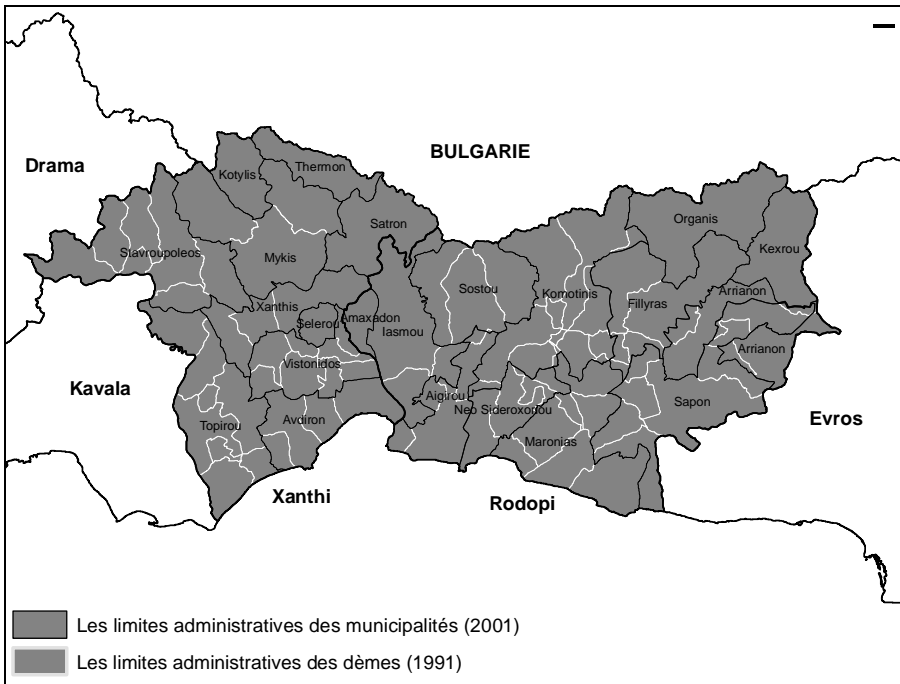 BULGARIE
Drama
Thermon
Kotylis
Organis
Satron
Kexrou
Stavroupoleos
Mykis
Sostou
Komotinis
Arrianon
Fillyras
Xanthis
Selerou
Amaxadon
Iasmou
Arrianon
Vistonidos
Kavala
Aigirou
Sapon
Neo Sideroxoriou
Topirou
Avdiron
Evros
Maronias
Xanthi
Rodopi
Les limites administratives des municipalités (2001)
Les limites administratives des dèmes (1991)